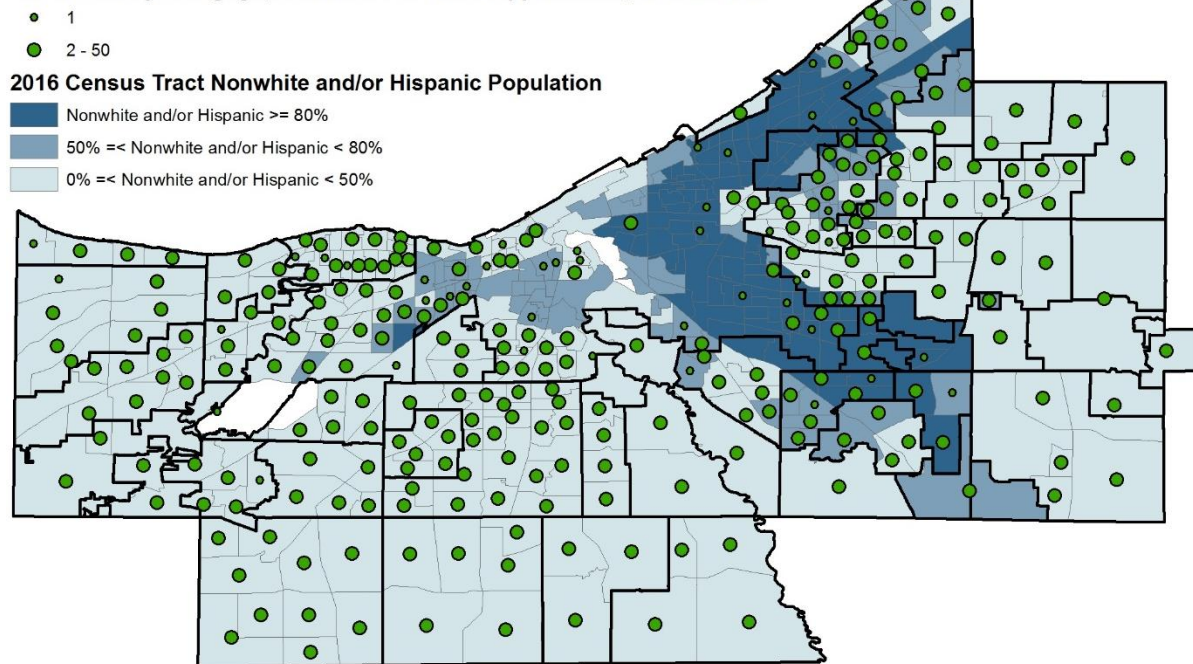 1
2 - 50
2016 Census Tract Nonwhite and/or Hispanic Population
Nonwhite and/or Hispanic >= 80%
50% =< Nonwhite and/or Hispanic < 80%
0% =< Nonwhite and/or Hispanic < 50%